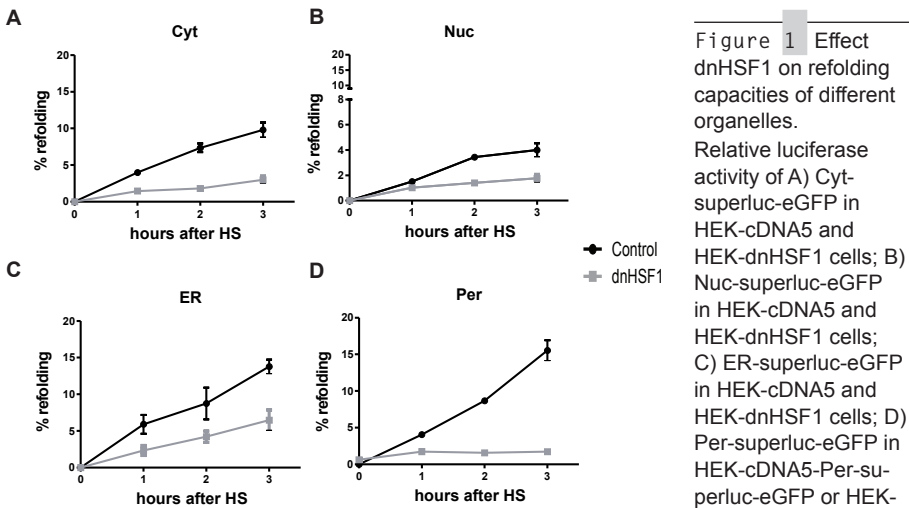 A
Cyt
20
15
10
5
0
% refolding
0 1 2 3
hours after HS
B
Nuc
20
15
10
8
6
4
2
0
% refolding
0 1 2 3
hours after HS
Control
dnHSF1
C
ER
20
15
10
5
0
% refolding
0 1 2 3
hours after HS
D
Per
20
15
10
5
0
% refolding
0 1 2 3
hours after HS
Figure 1 Effect
dnHSF1 on refolding
capacities of different
organelles.
Relative luciferase
activity of A) Cyt-
superluc-eGFP in
HEK-cDNA5 and
HEK-dnHSF1 cells; B)
Nuc-superluc-eGFP
in HEK-cDNA5 and
HEK-dnHSF1 cells;
C) ER-superluc-eGFP
in HEK-cDNA5 and
HEK-dnHSF1 cells; D)
Per-superluc-eGFP in
HEK-cDNA5-Per-su-
perluc-eGFP or HEK-